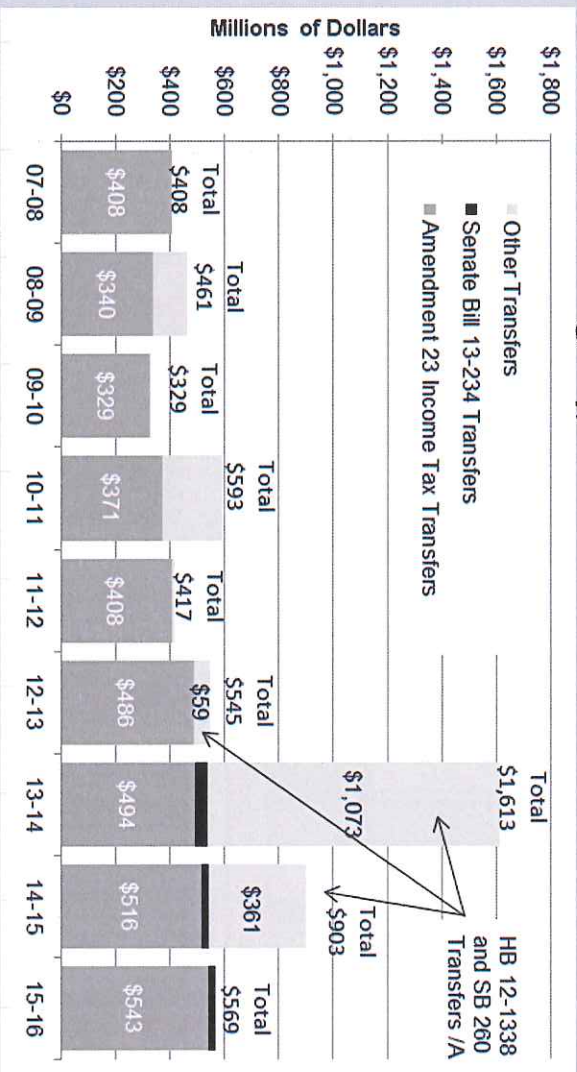 Millions of Dollars
$1,800
$1,600
$1,400
$1,200
$1,000
$800
$600
$400
$200
$0
Other Transfers
Senate Bill 13-234 Transfers
Amendment 23 Income Tax Transfers
HB 12-1338
and SB 260
Transfers /A
Total
$408
$408
Total
$461
$340
Total
$329
$329
Total
$593
$371
Total
$417
$408
Total
$545
$59
$486
Total
$1,613
$1,073
$494
Total
$903
$361
$516
Total
$569
$543
07-08
08-09
09-10
10-11
11-12
12-13
13-14
14-15
15-16